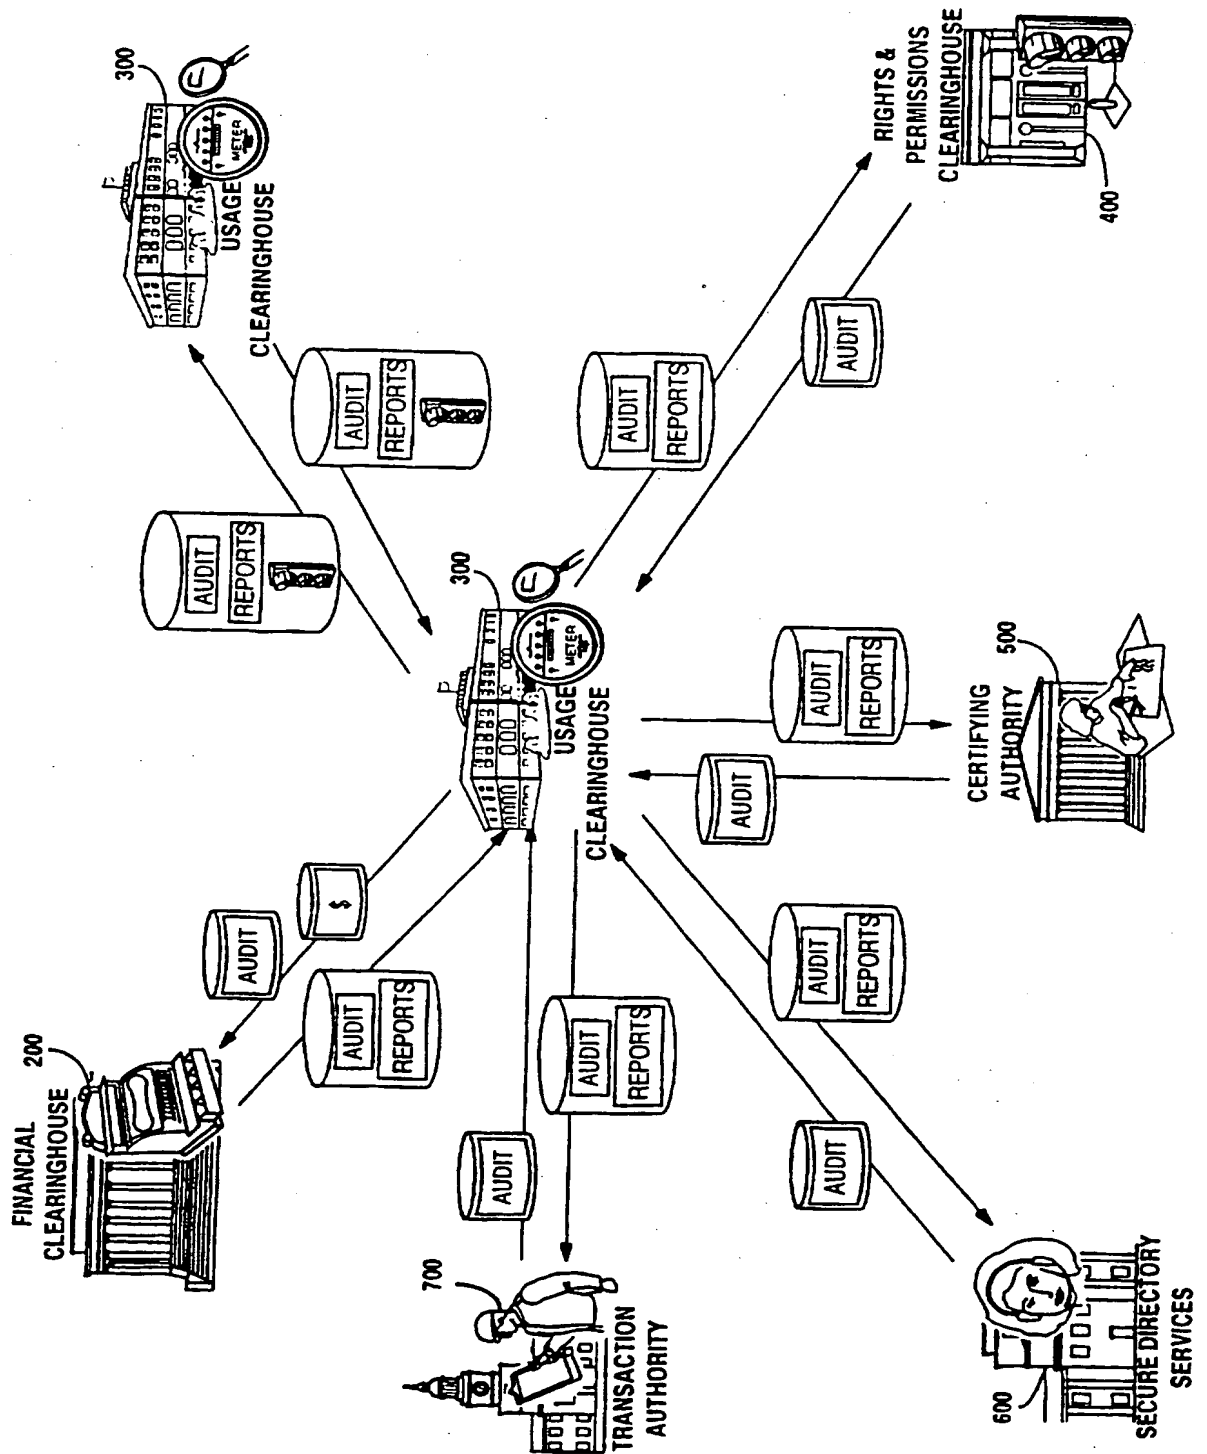 FINANCIAL
CLEARINGHOUSE
200
300
METER
USAGE
CLEARINGHOUSE
AUDIT
$
AUDIT
REPORTS
AUDIT
REPORTS
AUDIT
REPORTS
700
TRANSACTION
AUTHORITY
AUDIT
AUDIT
REPORTS
300
METER
USAGE
CLEARINGHOUSE
AUDIT
REPORTS
AUDIT
RIGHTS &
PERMISSIONS
CLEARINGHOUSE
400
AUDIT
AUDIT
REPORTS
AUDIT
AUDIT
REPORTS
600
SECURE DIRECTORY
SERVICES
CERTIFYING
AUTHORITY
500